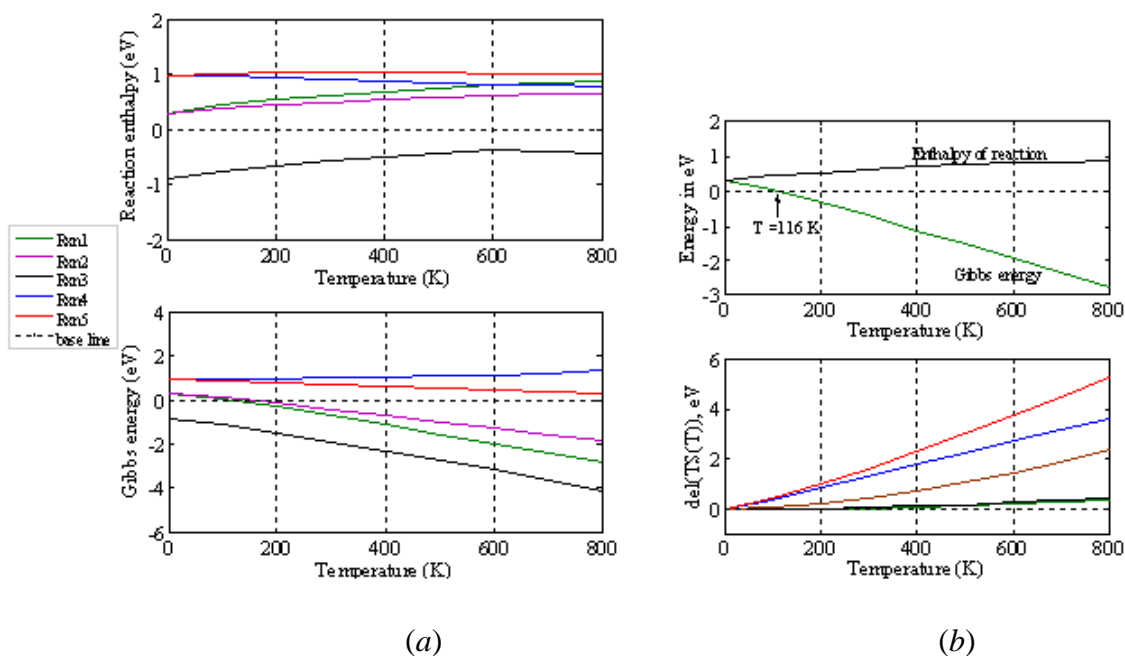 2
1
0
-1
-2
Reaction enthalpy (eV)
0
200
400
600
800
Temperature (K)
Rxn1
Rxn2
Rxn3
Rxn4
Rxn5
base line
4
2
0
-2
-4
-6
Gibbs energy (eV)
0
200
400
600
800
Temperature (K)
(a)
2
1
0
-1
-2
-3
Energy in eV
Enthalpy of reaction
T =116 K
Gibbs energy
0
200
400
600
800
Temperature (K)
6
4
2
0
del(TS(T)), eV
0
200
400
600
800
Temperature (K)
(b)